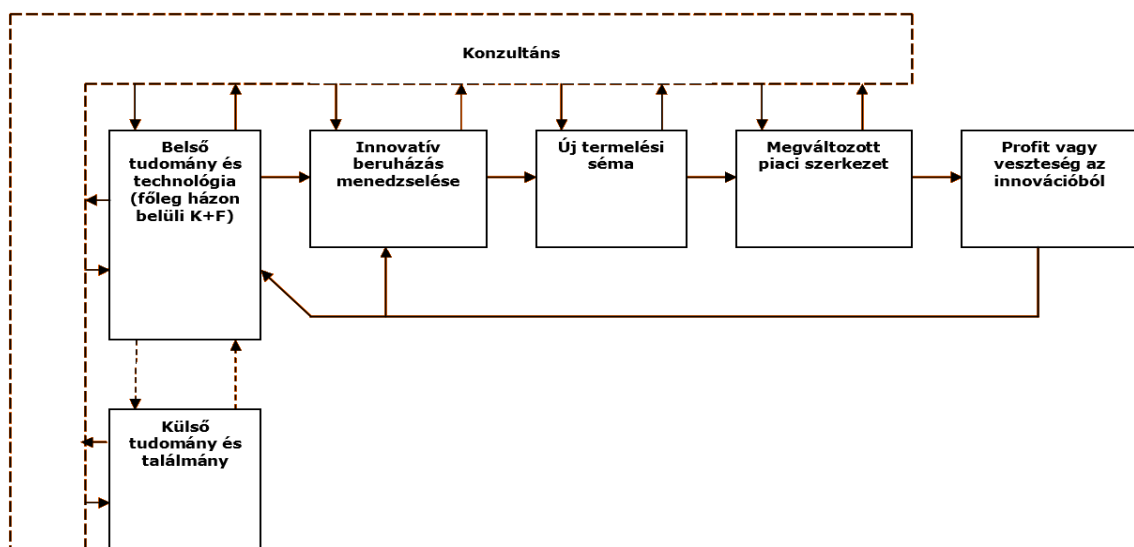 Konzultáns
Belső
tudomány és
technológia
(főleg házon
belüli K+F)
Innovatív
beruházás
menedzselése
Új termelési
séma
Megváltozott
piaci szerkezet
Profit vagy
veszteség az
innovációból
Külső
tudomány és
találmány